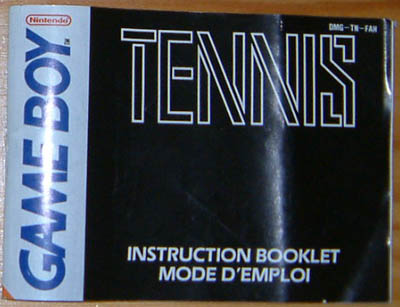 Nintendo
GAME BOY™
DMG-TN-FAH
TENNIS
INSTRUCTION BOOKLET
MODE D'EMPLOI